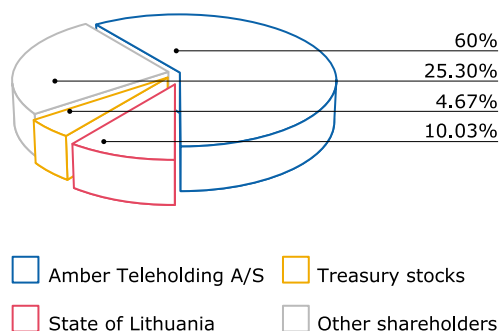 60%
25.30%
4.67%
10.03%
Amber Teleholding A/S
Treasury stocks
State of Lithuania
Other shareholders